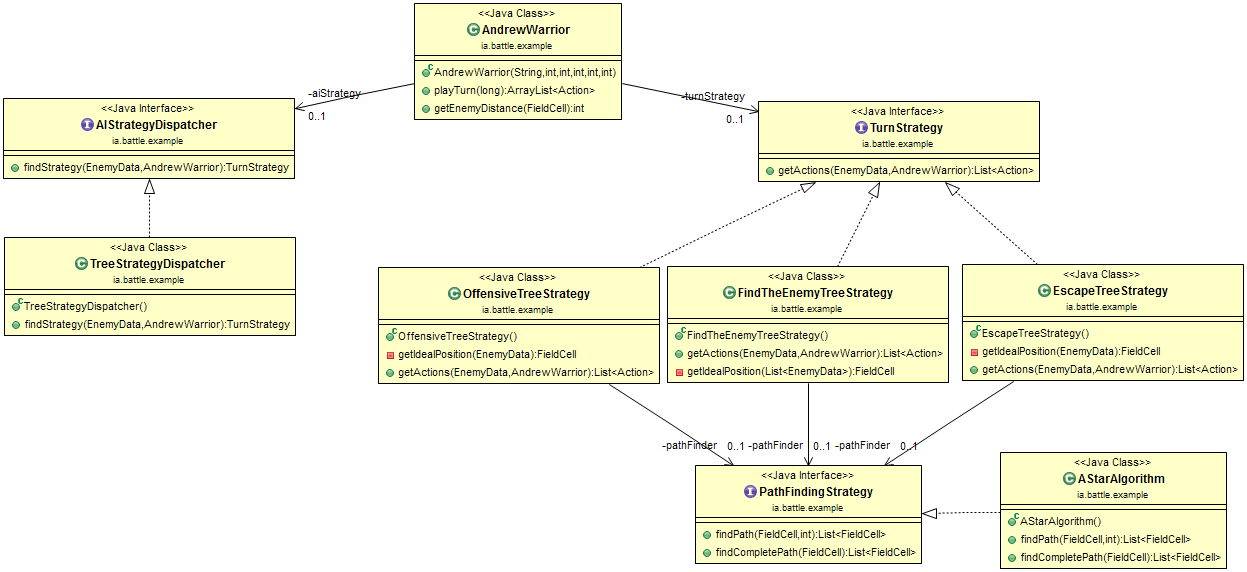 <<Java Class>>
AndrewWarrior
ia.battle.example
AndrewWarrior(String,int,int,int,int,int)
playTurn(long):ArrayList<Action>
getEnemyDistance(FieldCell):int
-aiStrategy
0..1
-turnStrategy
0..1
<<Java Interface>>
AIStrategyDispatcher
ia.battle.example
findStrategy(EnemyData,AndrewWarrior):TurnStrategy
<<Java Interface>>
TurnStrategy
ia.battle.example
getActions(EnemyData,AndrewWarrior):List<Action>
<<Java Class>>
TreeStrategyDispatcher
ia.battle.example
TreeStrategyDispatcher()
findStrategy(EnemyData,AndrewWarrior):TurnStrategy
<<Java Class>>
OffensiveTreeStrategy
ia.battle.example
OffensiveTreeStrategy()
getIdealPosition(EnemyData):FieldCell
getActions(EnemyData,AndrewWarrior):List<Action>
<<Java Class>>
FindTheEnemyTreeStrategy
ia.battle.example
FindTheEnemyTreeStrategy()
getActions(EnemyData,AndrewWarrior):List<Action>
getIdealPosition(List<EnemyData>):FieldCell
<<Java Class>>
EscapeTreeStrategy
ia.battle.example
EscapeTreeStrategy()
getIdealPosition(EnemyData):FieldCell
getActions(EnemyData,AndrewWarrior):List<Action>
-pathFinder
0..1
-pathFinder
0..1
-pathFinder
0..1
<<Java Interface>>
PathFindingStrategy
ia.battle.example
findPath(FieldCell,int):List<FieldCell>
findCompletePath(FieldCell):List<FieldCell>
<<Java Class>>
AStarAlgorithm
ia.battle.example
AStarAlgorithm()
findPath(FieldCell,int):List<FieldCell>
findCompletePath(FieldCell):List<FieldCell>